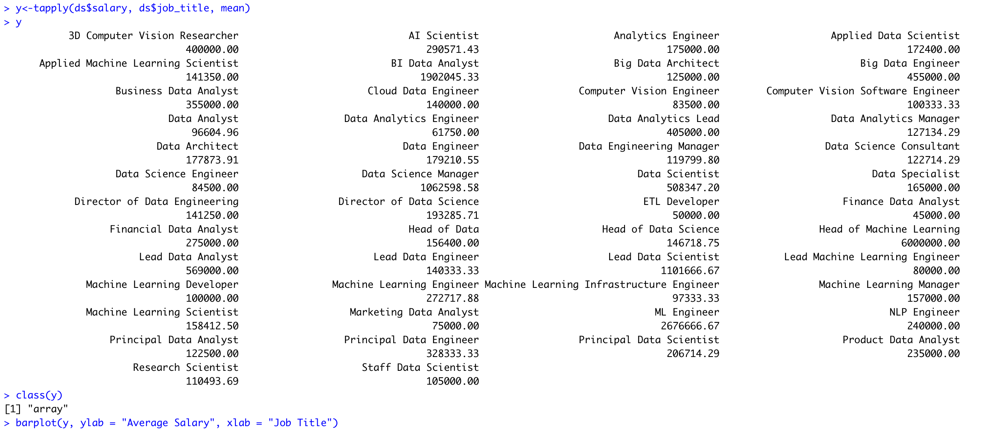 > y<-tapply(ds$salary, ds$job_title, mean)
> y
3D Computer Vision Researcher AI Scientist Analytics Engineer Applied Data Scientist
400000.00 290571.43 175000.00 172400.00
Applied Machine Learning Scientist BI Data Analyst Big Data Architect Big Data Engineer
141350.00 1902045.33 125000.00 455000.00
Business Data Analyst Cloud Data Engineer Computer Vision Engineer Computer Vision Software Engineer
355000.00 140000.00 83500.00 100333.33
Data Analyst Data Analytics Engineer Data Analytics Lead Data Analytics Manager
96604.96 61750.00 405000.00 127134.29
Data Architect Data Engineer Data Engineering Manager Data Science Consultant
177873.91 179210.55 119799.80 122714.29
Data Science Engineer Data Science Manager Data Scientist Data Specialist
84500.00 1062598.58 508347.20 165000.00
Director of Data Engineering Director of Data Science ETL Developer Finance Data Analyst
141250.00 193285.71 50000.00 45000.00
Financial Data Analyst Head of Data Head of Data Science Head of Machine Learning
275000.00 156400.00 146718.75 6000000.00
Lead Data Analyst Lead Data Engineer Lead Data Scientist Lead Machine Learning Engineer
569000.00 140333.33 1101666.67 80000.00
Machine Learning Developer Machine Learning Engineer Machine Learning Infrastructure Engineer Machine Learning Manager
100000.00 272717.88 97333.33 157000.00
Machine Learning Scientist Marketing Data Analyst ML Engineer NLP Engineer
158412.50 75000.00 2676666.67 240000.00
Principal Data Analyst Principal Data Engineer Principal Data Scientist Product Data Analyst
122500.00 328333.33 206714.29 235000.00
Research Scientist Staff Data Scientist
110493.69 105000.00
> class(y)
[1] "array"
> barplot(y, ylab = "Average Salary", xlab = "Job Title")